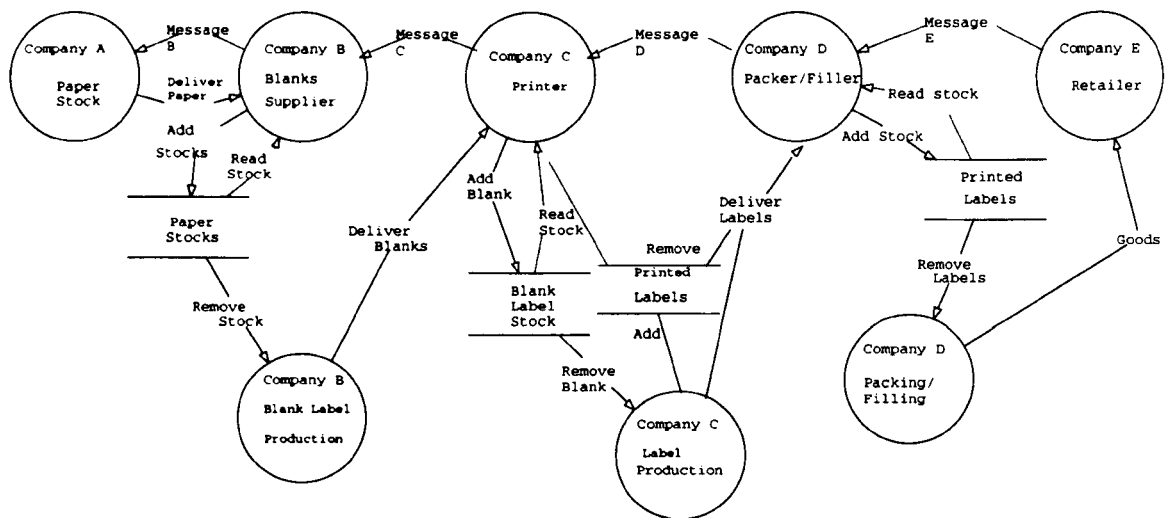 Company A
Paper
Stock
Message
B
Deliver
Paper
Company B
Blanks
Supplier
Add
Stocks
Read
Stock
Paper
Stocks
Remove
Stock
Company B
Blank Label
Production
Deliver
Blanks
Message
C
Company C
Printer
Add
Blank
Read
Stock
Blank
Label
Stock
Remove
Blank
Remove
Printed
Labels
Add
Company C
Label
Production
Deliver
Labels
Message
D
Company D
Packer/Filler
Read stock
Add Stock
Printed
Labels
Remove
Labels
Company D
Packing/
Filling
Message
E
Company E
Retailer
Goods